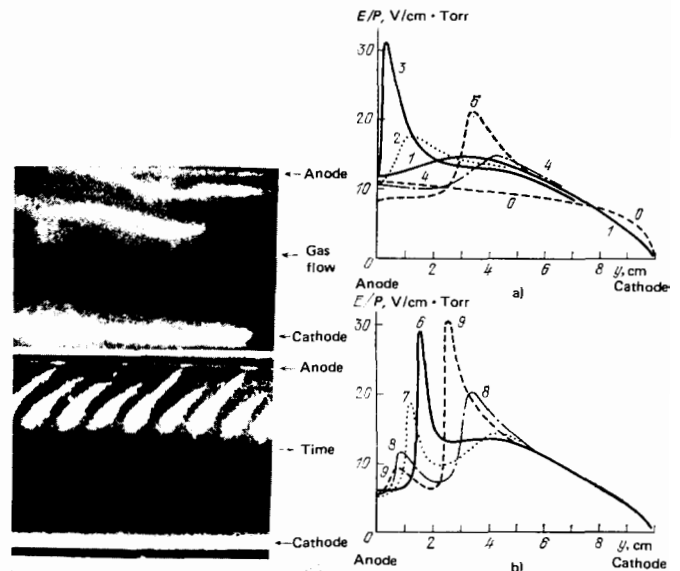 Anode
Gas
flow
Cathode
Anode
Time
Cathode
E/P, V/cm • Torr
30
3
5
20
2
1
4
4
10
0
0
1
0
2
4
6
8
y, cm
Anode
a)
Cathode
E/P, V/cm • Torr
6
9
30
20
7
8
8
10
9
0
2
4
6
8
y, cm
Anode
b)
Cathode